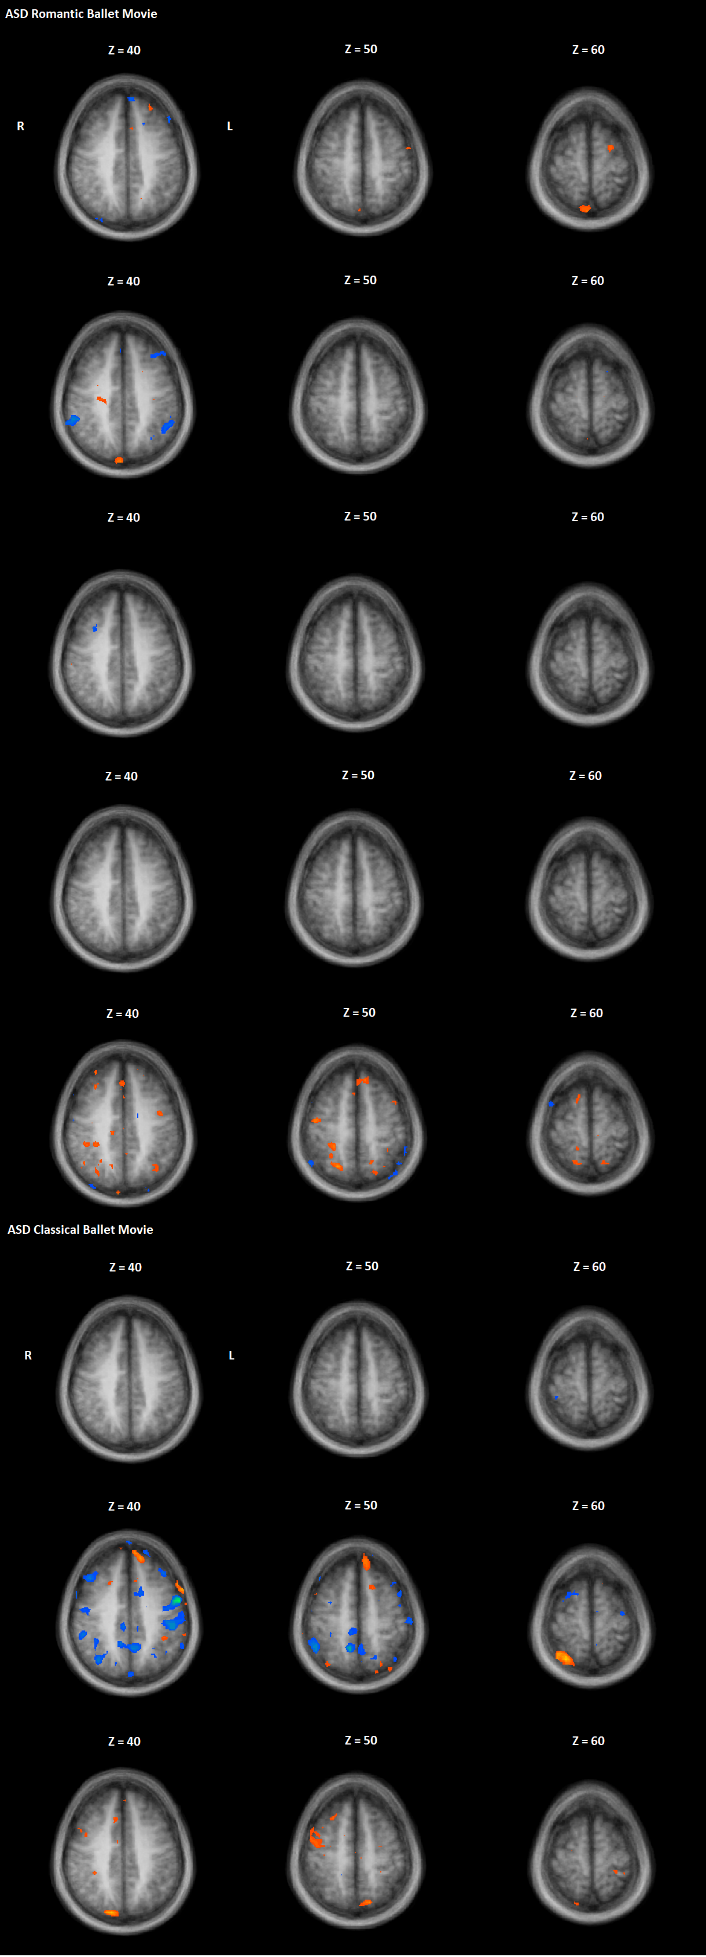 ASD Romantic Ballet Movie
Z = 40 Z = 50 Z = 60
R L
Z = 40 Z = 50 Z = 60
Z = 40 Z = 50 Z = 60
Z = 40 Z = 50 Z = 60
Z = 40 Z = 50 Z = 60
ASD Classical Ballet Movie
Z = 40 Z = 50 Z = 60
R L
Z = 40 Z = 50 Z = 60
Z = 40 Z = 50 Z = 60